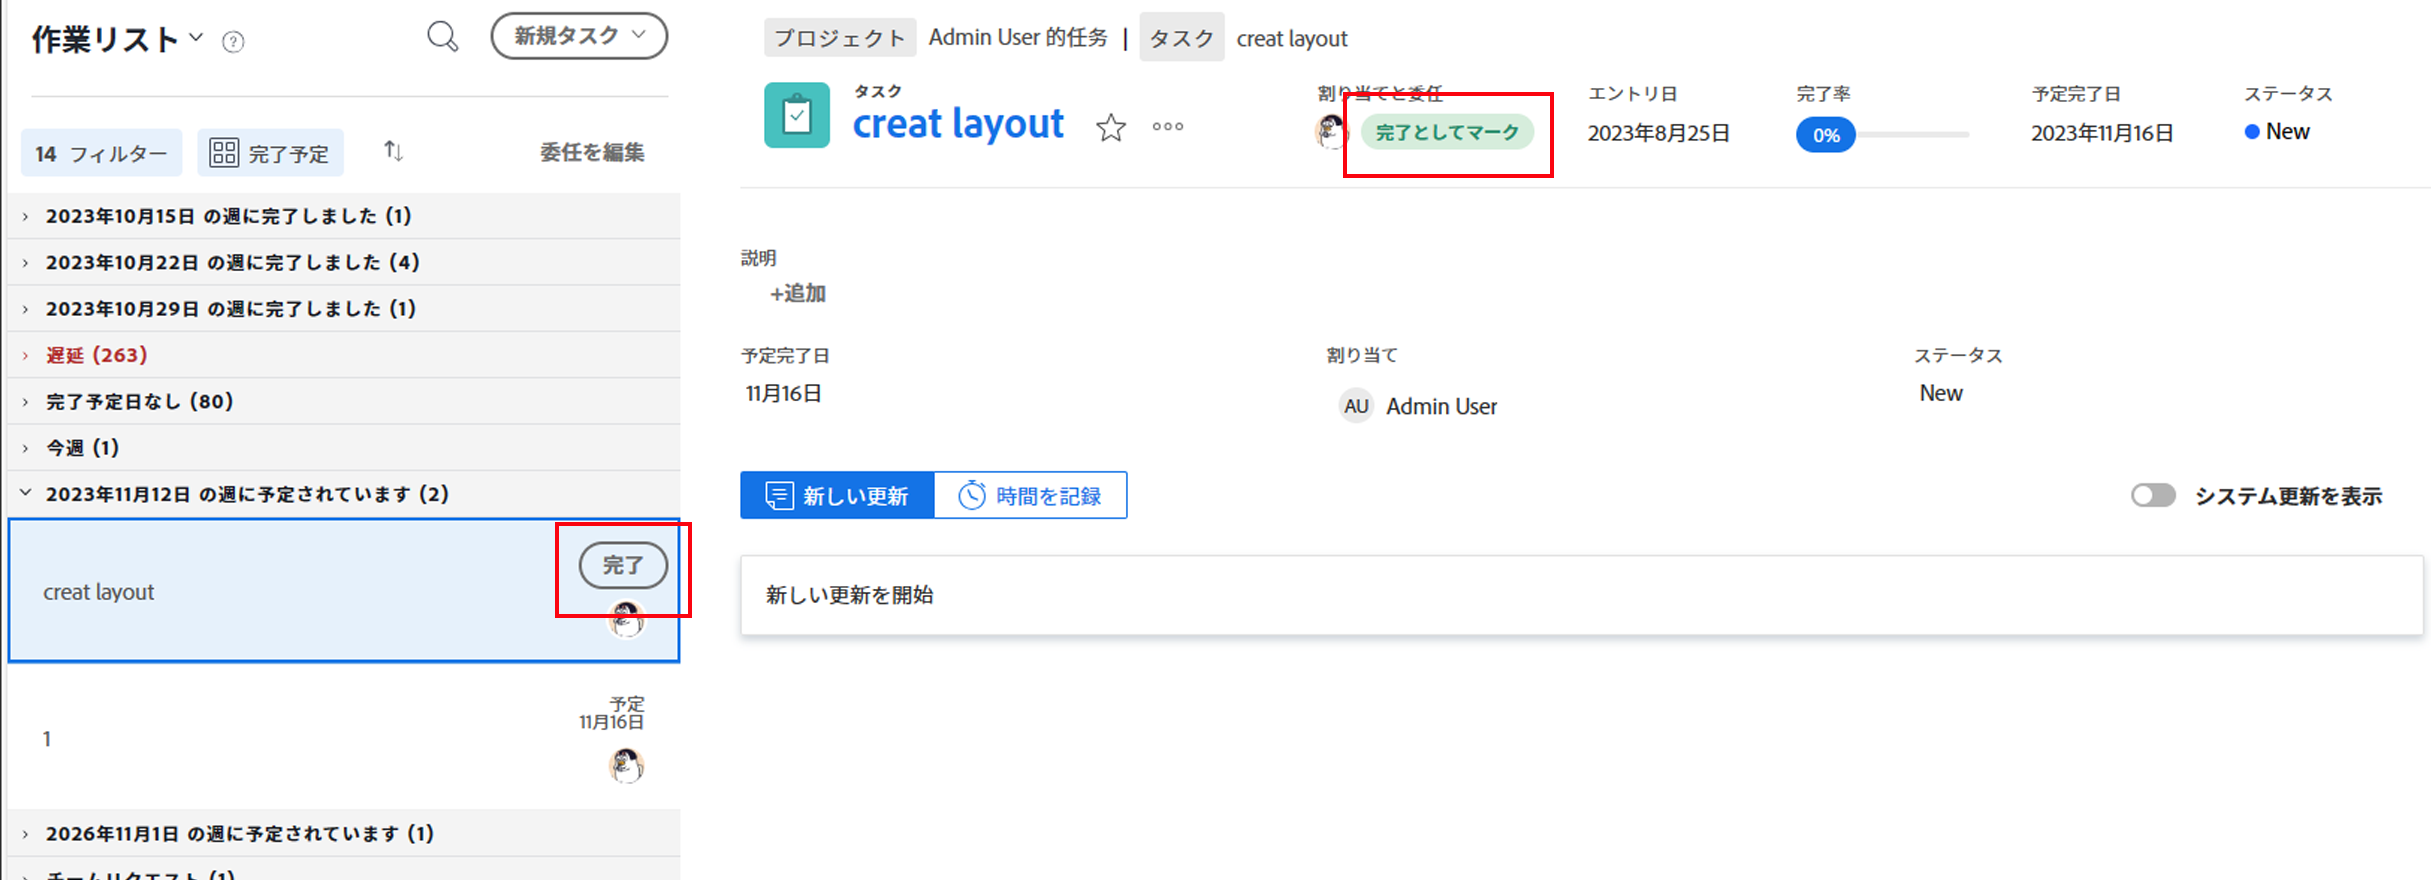 作業リスト
新規タスク
14 フィルター
完了予定
委任を編集
2023年10月15日 の週に完了しました (1)
2023年10月22日 の週に完了しました (4)
2023年10月29日 の週に完了しました (1)
遅延 (263)
完了予定日なし (80)
今週 (1)
2023年11月12日 の週に予定されています (2)
creat layout
完了
予定
11月16日
1
2026年11月1日 の週に予定されています (1)
チームリクエスト (1)
プロジェクト Admin User 的任务 | タスク creat layout
タスク
creat layout
割り当てと委任
完了としてマーク
エントリ日
2023年8月25日
完了率
0%
予定完了日
2023年11月16日
ステータス
New
説明
+追加
予定完了日
11月16日
割り当て
AU Admin User
ステータス
New
新しい更新
時間を記録
システム更新を表示
新しい更新を開始